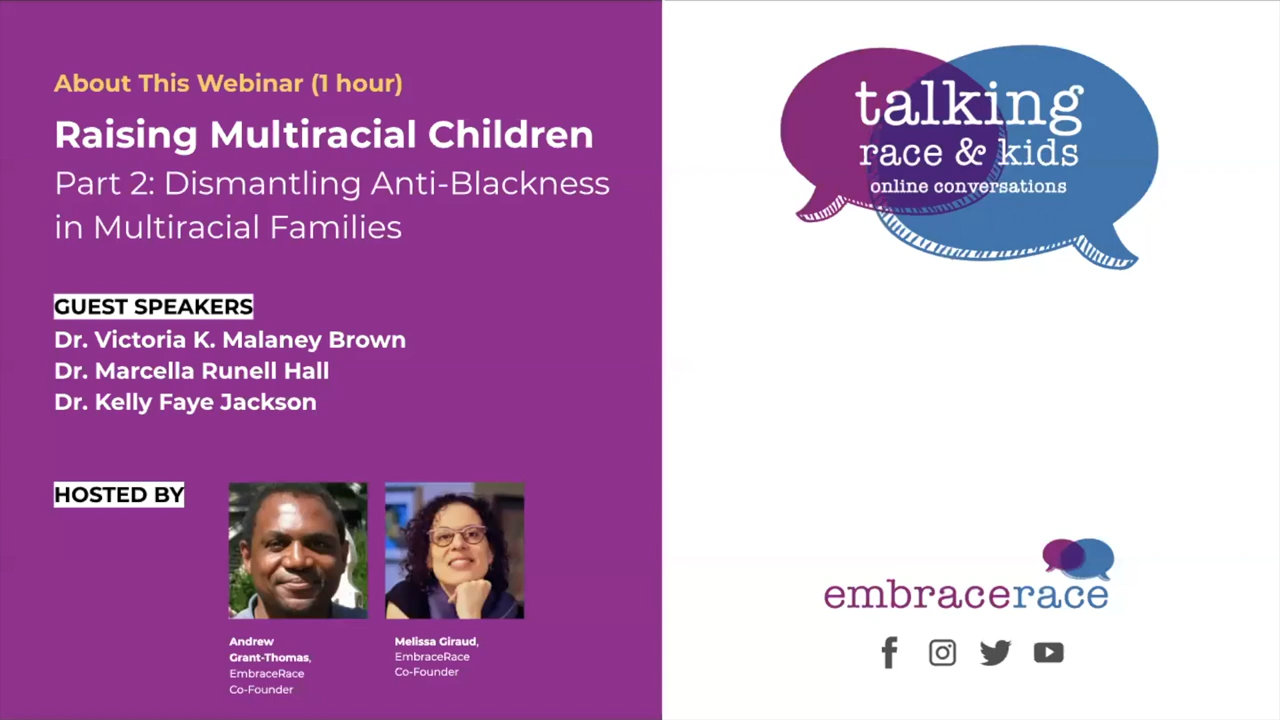 About This Webinar (1 hour)
Raising Multiracial Children
Part 2: Dismantling Anti-Blackness
in Multiracial Families
GUEST SPEAKERS
Dr. Victoria K. Malaney Brown
Dr. Marcella Runell Hall
Dr. Kelly Faye Jackson
HOSTED BY
Andrew
Grant-Thomas,
EmbraceRace
Co-Founder
Melissa Giraud,
EmbraceRace
Co-Founder
talking
race & kids
online conversations
embracerace